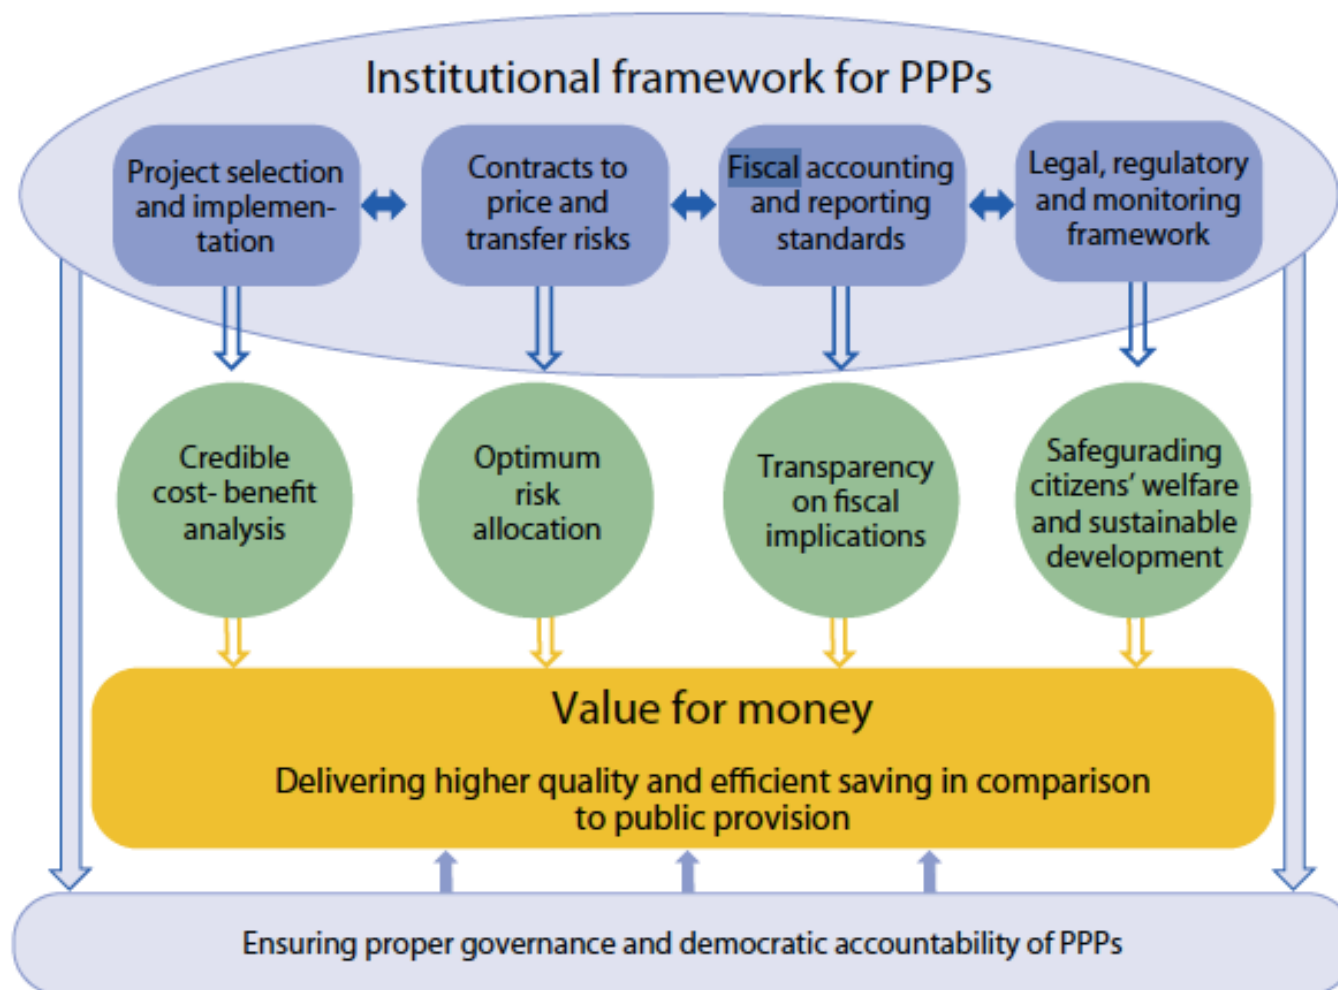 Institutional framework for PPPs
Project selection
and implemen-
tation
Contracts to
price and
transfer risks
Fiscal accounting
and reporting
standards
Legal, regulatory
and monitoring
framework
Credible
cost- benefit
analysis
Optimum
risk
allocation
Transparency
on fiscal
implications
Safegurading
citizens’ welfare
and sustainable
development
Value for money
Delivering higher quality and efficient saving in comparison
to public provision
Ensuring proper governance and democratic accountability of PPPs